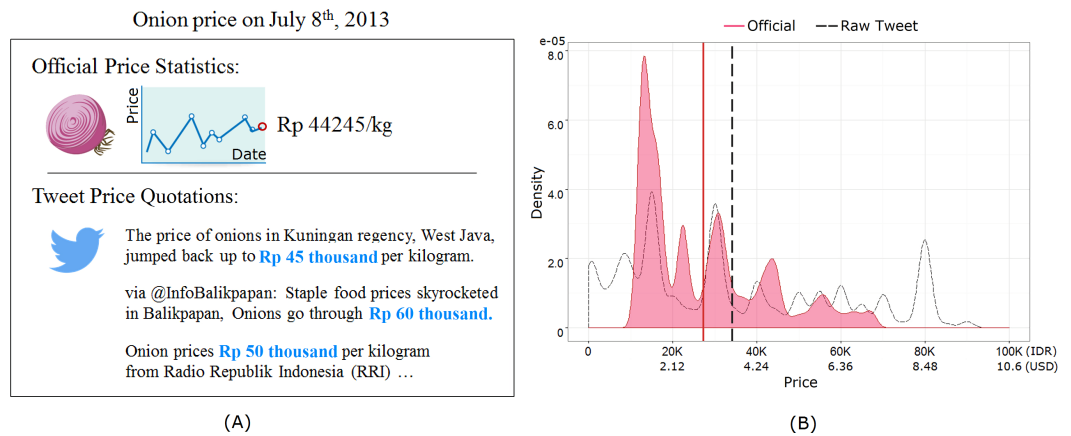 Onion price on July 8th, 2013
Official Price Statistics:
Price
Date
Rp 44245/kg
Tweet Price Quotations:
The price of onions in Kuningan regency, West Java,
jumped back up to Rp 45 thousand per kilogram.
via @InfoBalikpapan: Staple food prices skyrocketed
in Balikpapan, Onions go through Rp 60 thousand.
Onion prices Rp 50 thousand per kilogram
from Radio Republik Indonesia (RRI) …
(A)
Official Raw Tweet
e-05
8.0
6.0
4.0
2.0
0
Density
0 20K 40K 60K 80K 100K (IDR)
2.12 4.24 6.36 8.48 10.6 (USD)
Price
(B)